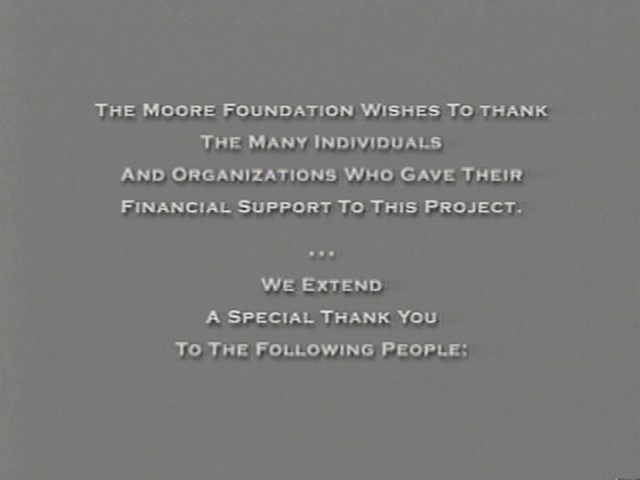 The Moore Foundation Wishes To thank
The Many Individuals
And Organizations Who Gave Their
Financial Support To This Project.
...
We Extend
A Special Thank You
To The Following People: